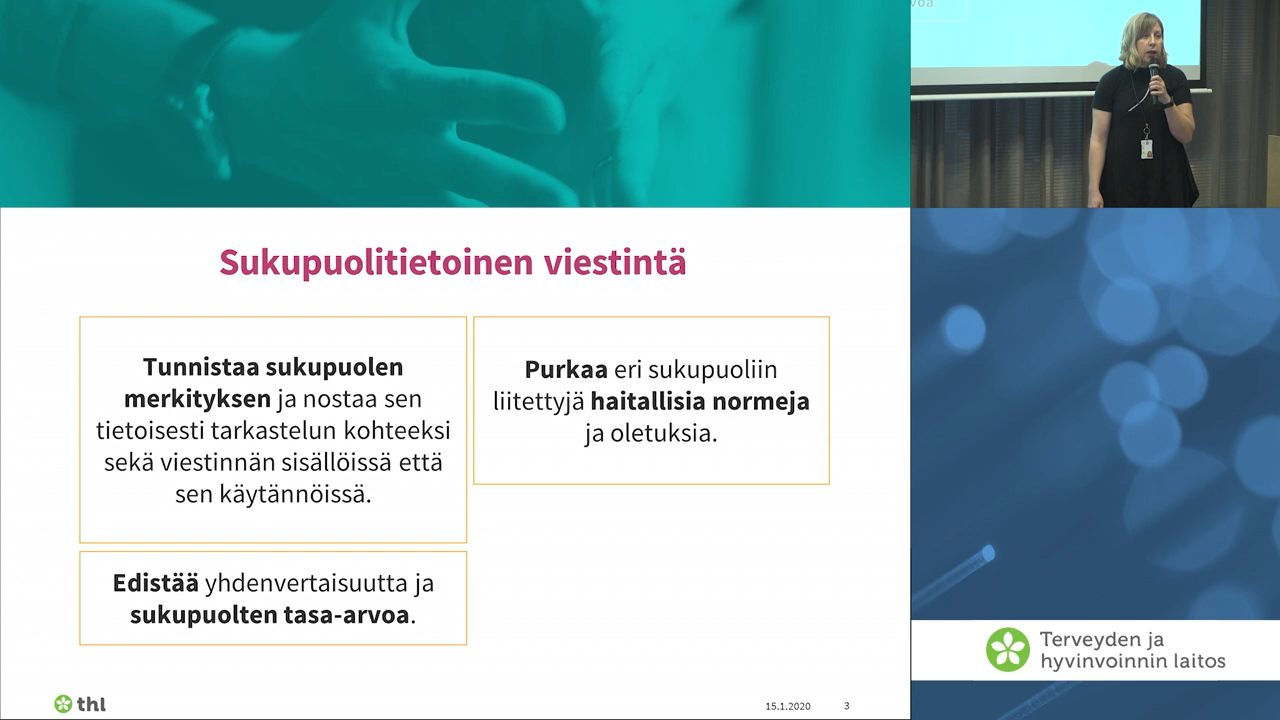 Sukupuolitietoinen viestintä
Tunnistaa sukupuolen
merkityksen ja nostaa sen
tietoisesti tarkastelun kohteeksi
sekä viestinnän sisällöissä että
sen käytännöissä.
Purkaa eri sukupuoliin
liitettyjä haitallisia normeja
ja oletuksia.
Edistää yhdenvertaisuutta ja
sukupuolten tasa-arvoa.
thl
15.1.2020
3
Terveyden ja
hyvinvoinnin laitos